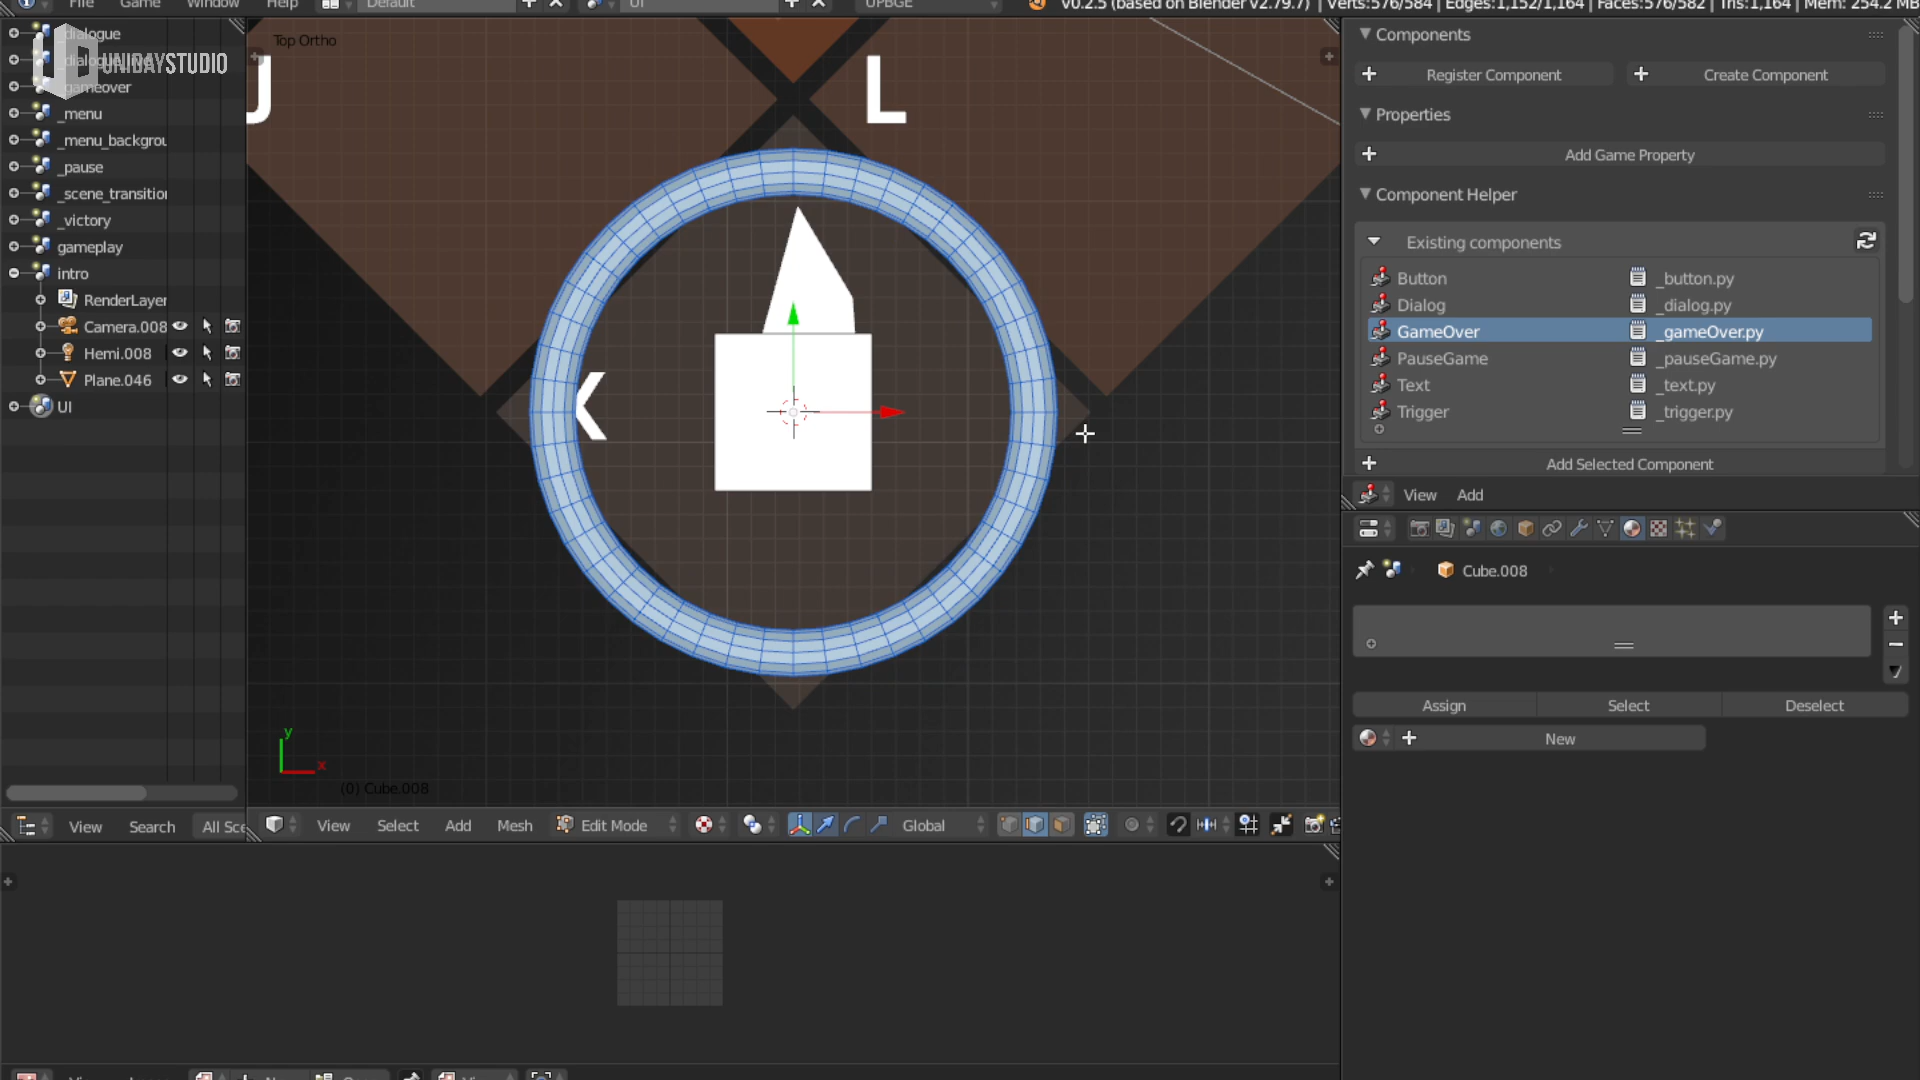 File Game Window Help Default UI UPBGE v0.2.5 (based on Blender v2.79.7) | Verts:576/584 | Edges:1,152/1,164 | Faces:576/582 | Tris:1,164 | Mem: 254.2 MB
_dialogue
UNIDAYSTUDIO
_menu
_menu_backgrou
_pause
_scene_transition
_victory
gameplay
intro
RenderLayer
Camera.008
Hemi.008
Plane.046
UI
View Search All Sce
Top Ortho
J
L
K
y
x
(0) Cube.008
View Select Add Mesh Edit Mode Global
Components
Register Component Create Component
Properties
Add Game Property
Component Helper
Existing components
Button _button.py
Dialog _dialog.py
GameOver _gameOver.py
PauseGame _pauseGame.py
Text _text.py
Trigger _trigger.py
Add Selected Component
View Add
Cube.008
Assign Select Deselect
New